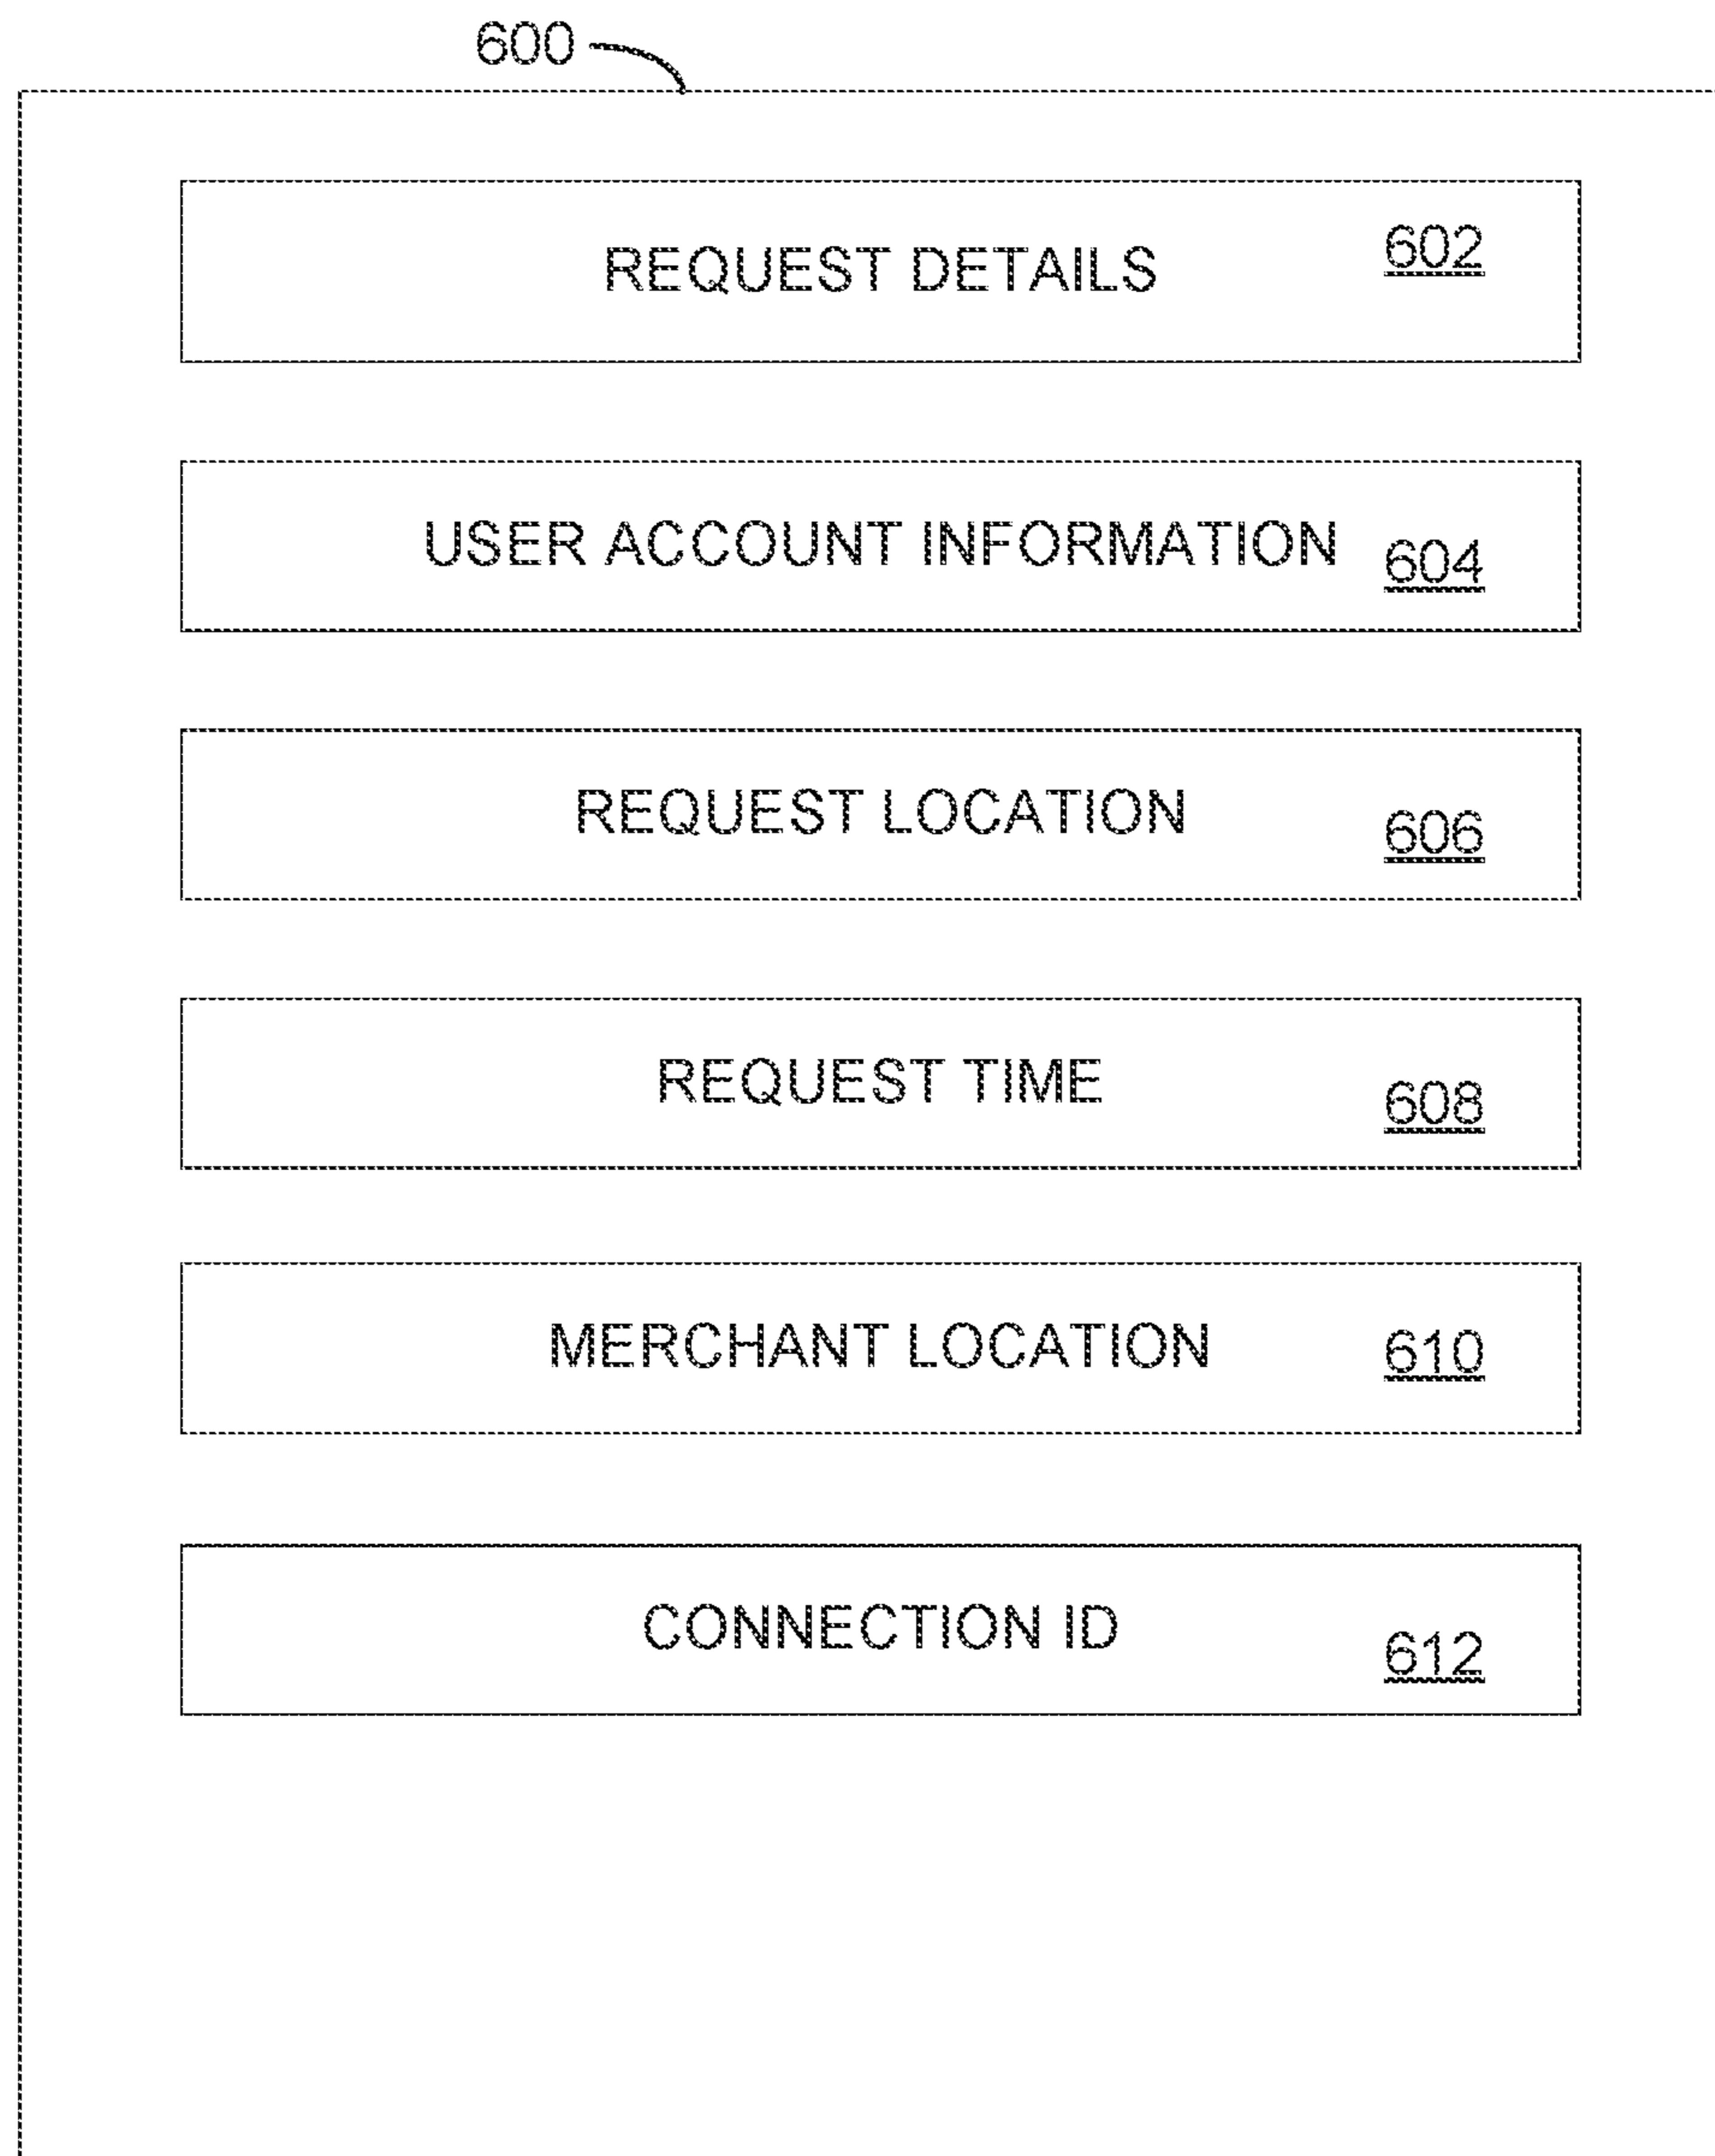 600
REQUEST DETAILS 602
USER ACCOUNT INFORMATION 604
REQUEST LOCATION 606
REQUEST TIME 608
MERCHANT LOCATION 610
CONNECTION ID 612